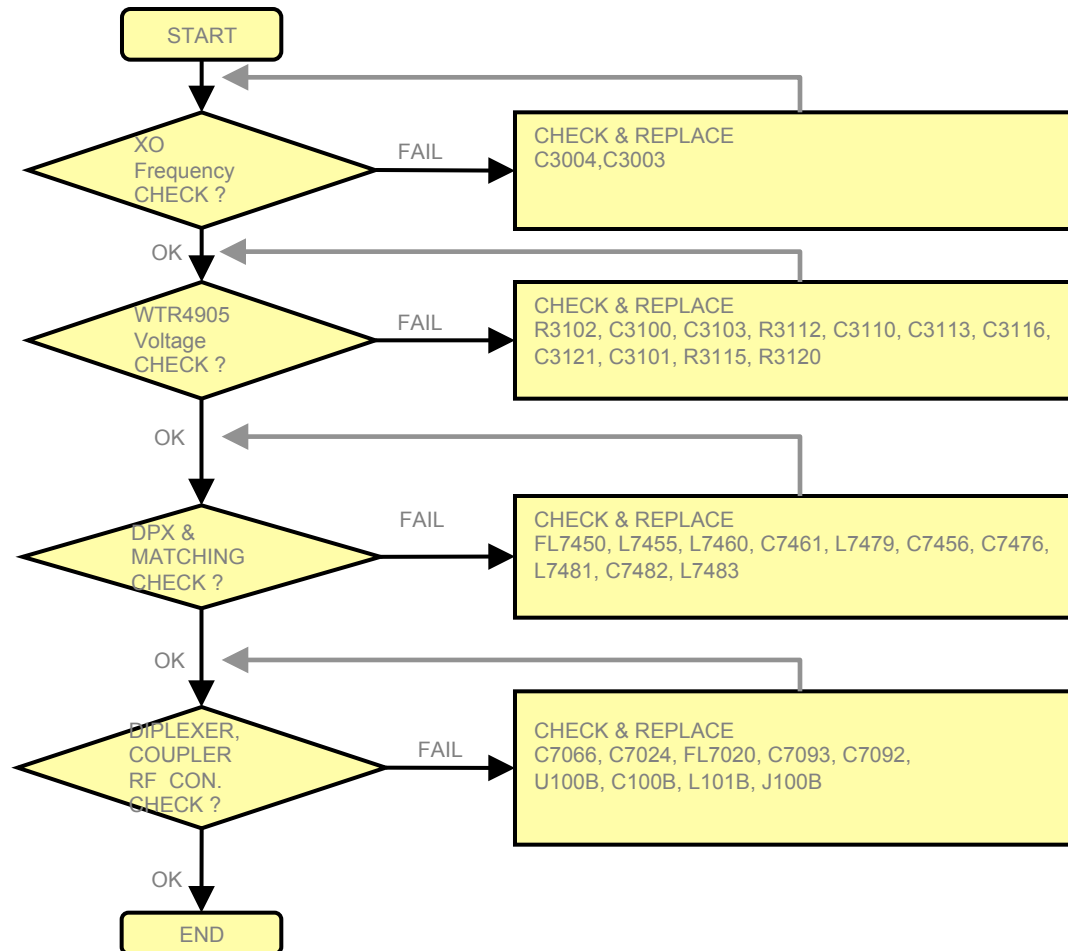 START
XO
Frequency
CHECK ?
FAIL
CHECK & REPLACE
C3004,C3003
OK
WTR4905
Voltage
CHECK ?
FAIL
CHECK & REPLACE
R3102, C3100, C3103, R3112, C3110, C3113, C3116,
C3121, C3101, R3115, R3120
OK
DPX &
MATCHING
CHECK ?
FAIL
CHECK & REPLACE
FL7450, L7455, L7460, C7461, L7479, C7456, C7476,
L7481, C7482, L7483
OK
DIPLEXER,
COUPLER
RF CON.
CHECK ?
FAIL
CHECK & REPLACE
C7066, C7024, FL7020, C7093, C7092,
U100B, C100B, L101B, J100B
OK
END